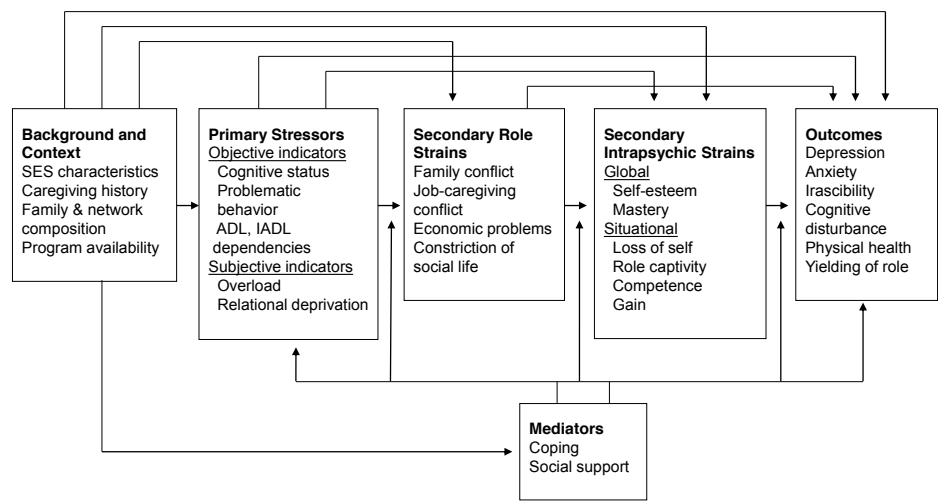 Background and
Context
SES characteristics
Caregiving history
Family & network
composition
Program availability
Primary Stressors
Objective indicators
Cognitive status
Problematic
behavior
ADL, IADL
dependencies
Subjective indicators
Overload
Relational deprivation
Secondary Role
Strains
Family conflict
Job-caregiving
conflict
Economic problems
Constriction of
social life
Secondary
Intrapsychic Strains
Global
Self-esteem
Mastery
Situational
Loss of self
Role captivity
Competence
Gain
Outcomes
Depression
Anxiety
Irascibility
Cognitive
disturbance
Physical health
Yielding of role
Mediators
Coping
Social support